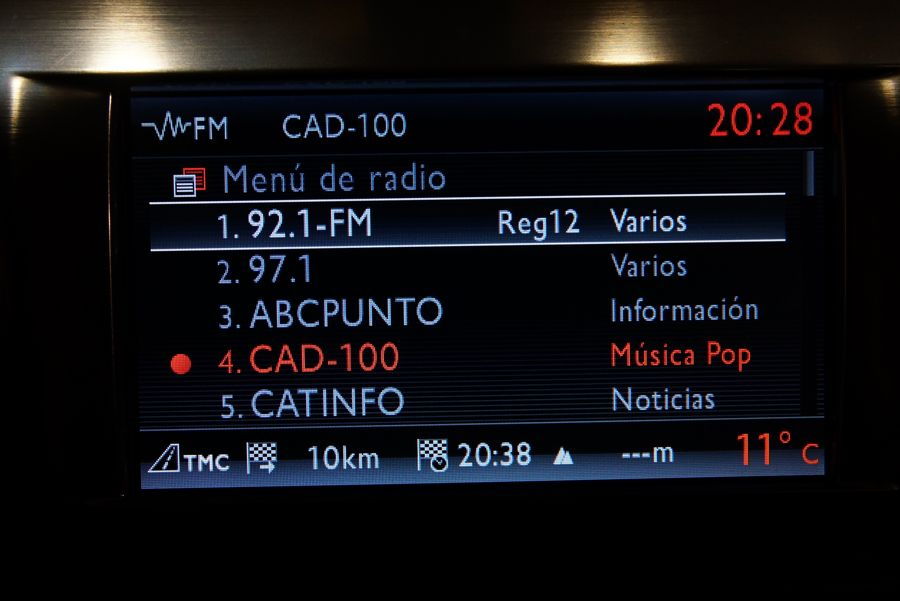 FM CAD-100 20:28
Menú de radio
1. 92.1-FM Reg12 Varios
2. 97.1 Varios
3. ABCPUNTO Información
4. CAD-100 Música Pop
5. CATINFO Noticias
TMC 10km 20:38 ---m 11° C